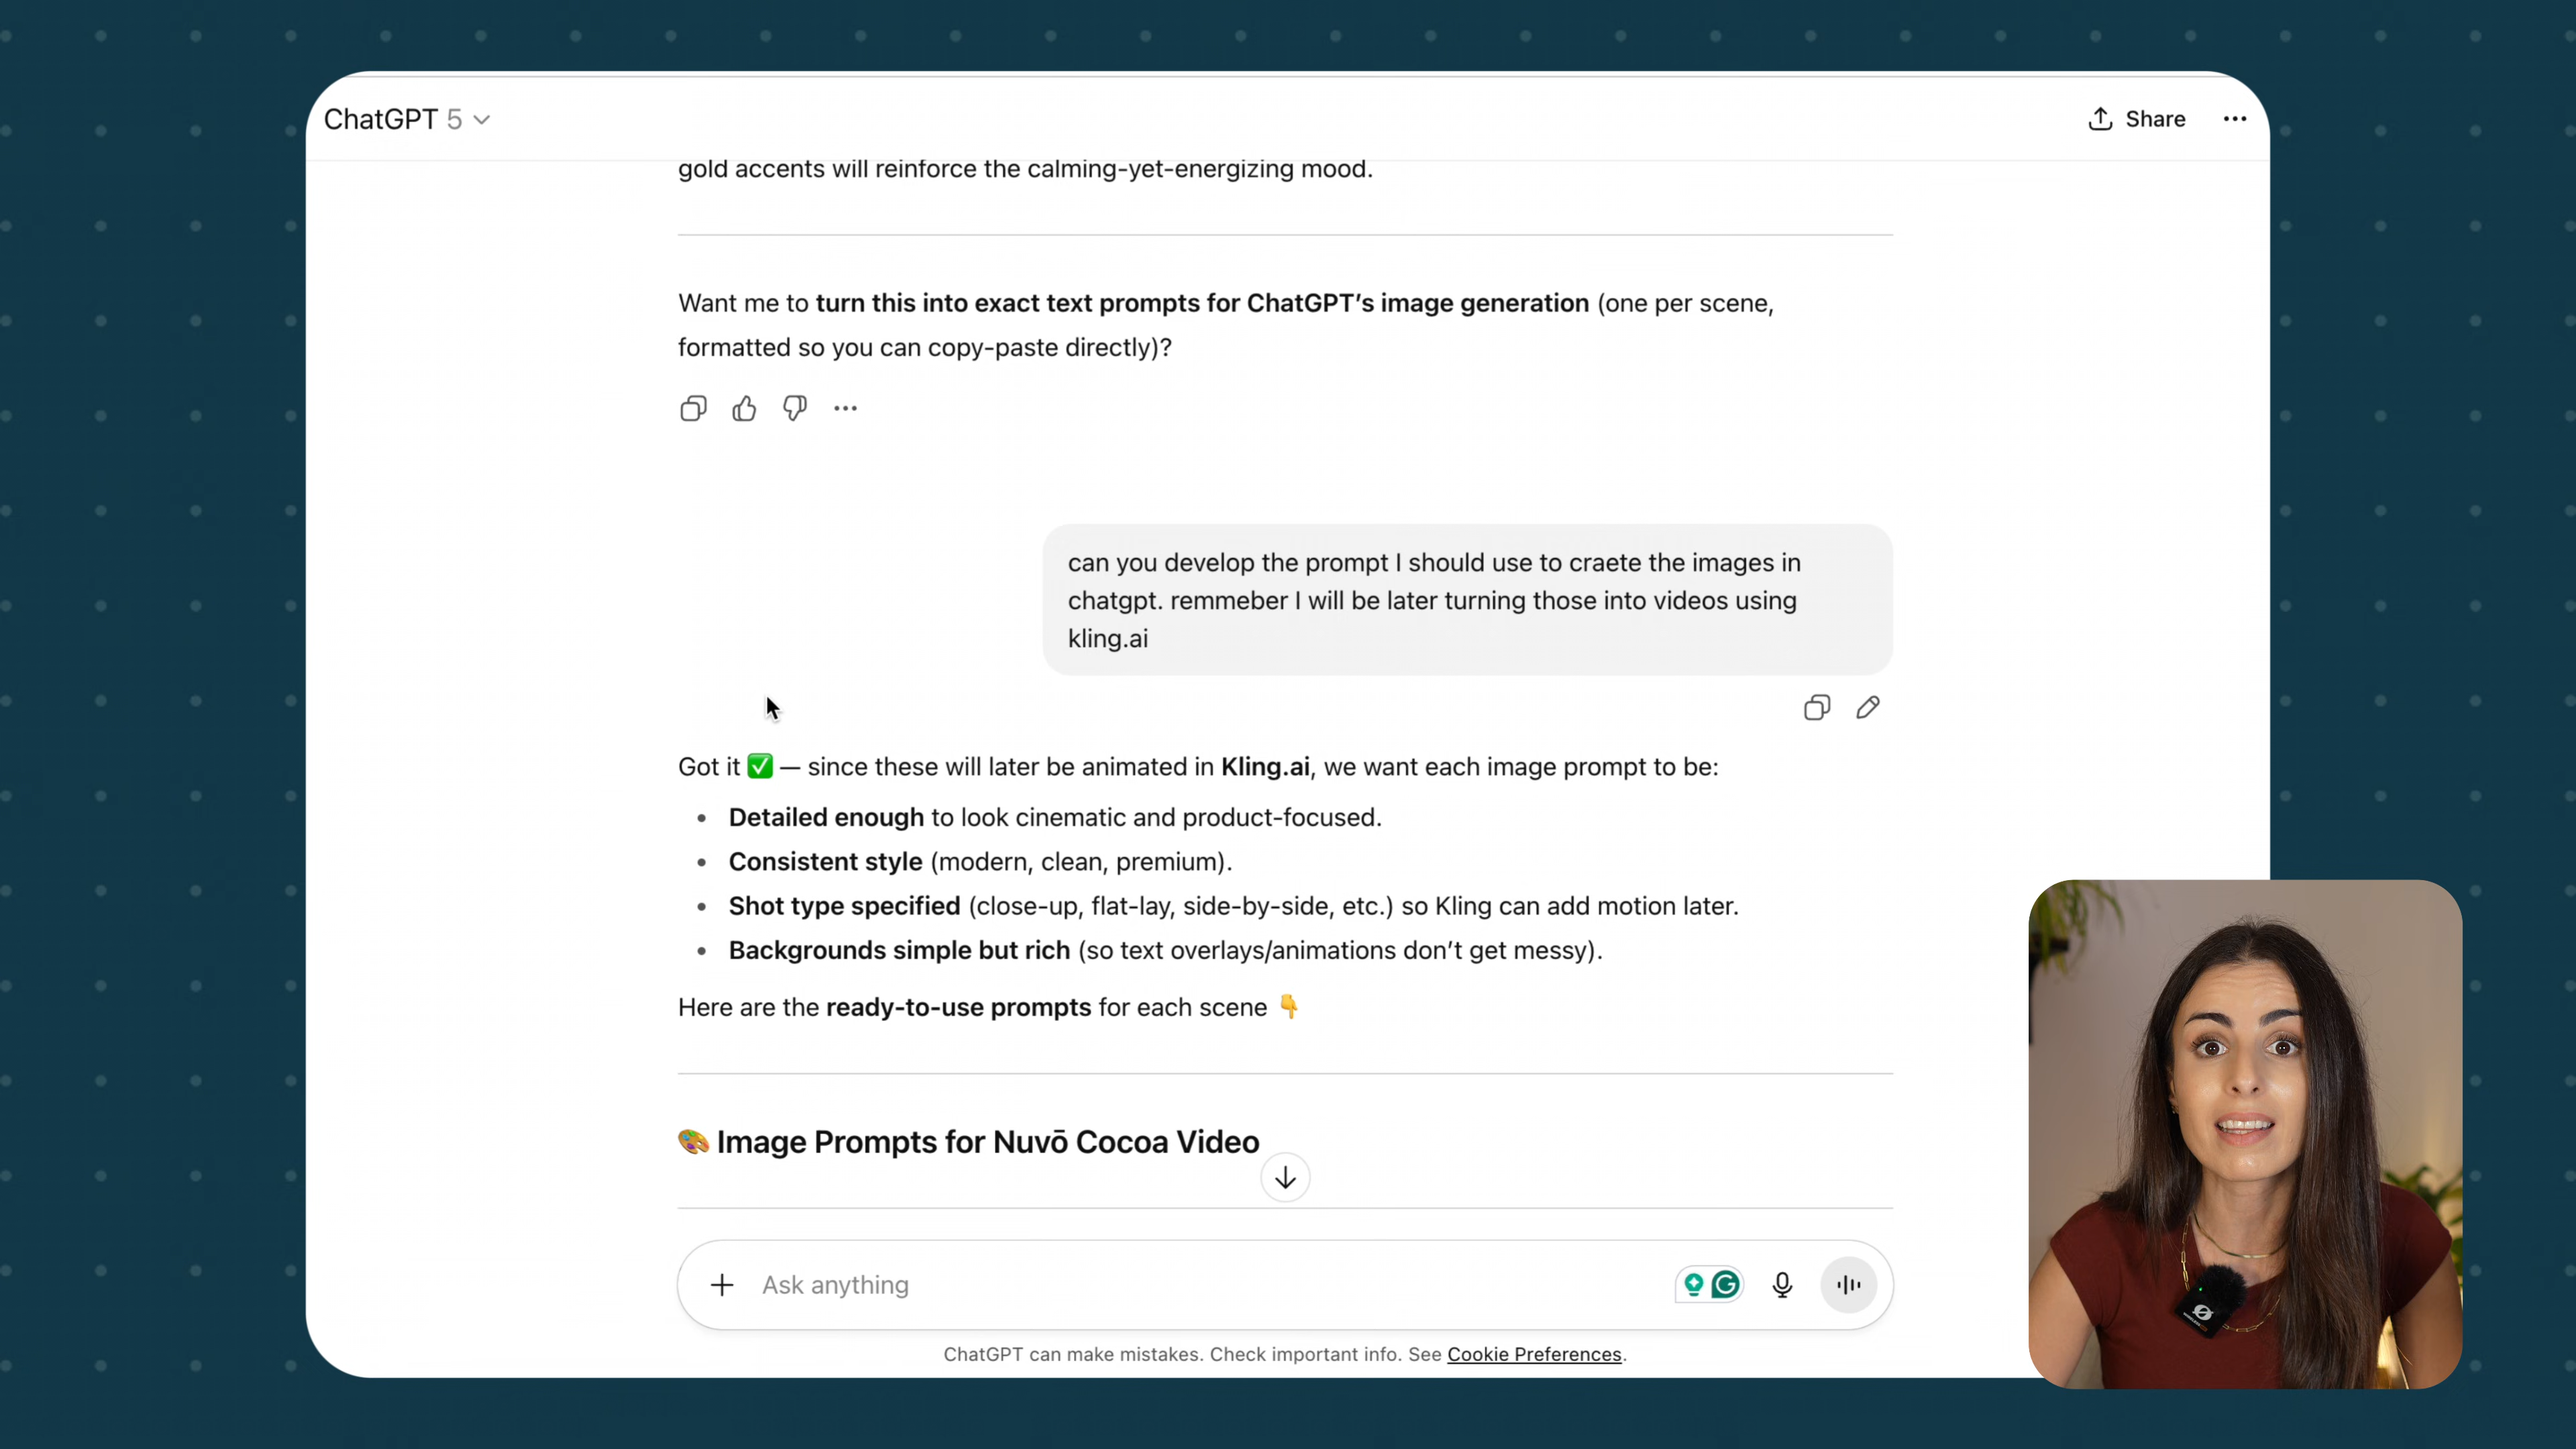 ChatGPT 5
Share
gold accents will reinforce the calming-yet-energizing mood.
Want me to turn this into exact text prompts for ChatGPT’s image generation (one per scene,
formatted so you can copy-paste directly)?
can you develop the prompt I should use to craete the images in
chatgpt. remmeber I will be later turning those into videos using
kling.ai
Got it ✅ — since these will later be animated in Kling.ai, we want each image prompt to be:
• Detailed enough to look cinematic and product-focused.
• Consistent style (modern, clean, premium).
• Shot type specified (close-up, flat-lay, side-by-side, etc.) so Kling can add motion later.
• Backgrounds simple but rich (so text overlays/animations don’t get messy).
Here are the ready-to-use prompts for each scene 👇
🎨 Image Prompts for Nuvō Cocoa Video
Ask anything
ChatGPT can make mistakes. Check important info. See Cookie Preferences.